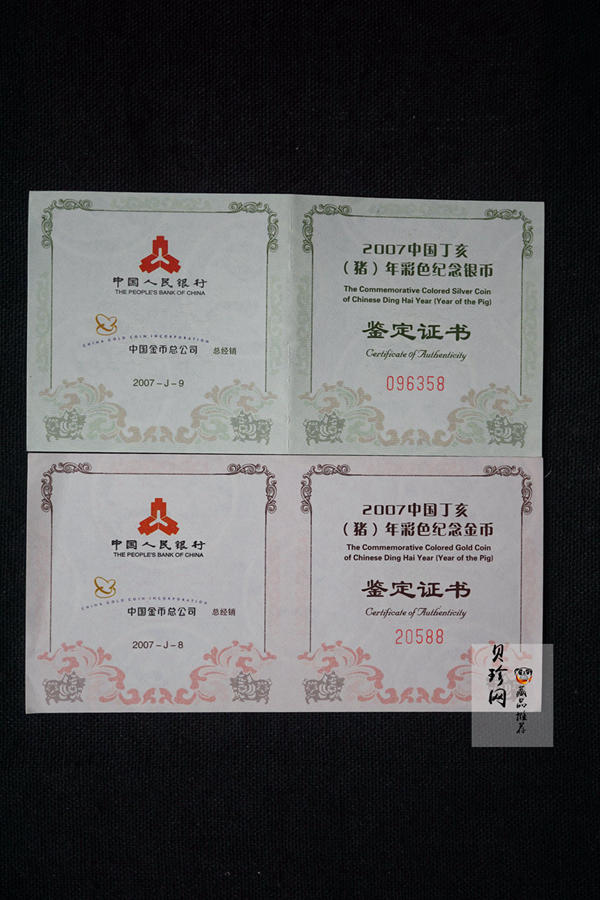 中国人民银行
THE PEOPLE'S BANK OF CHINA
CHINA GOLD COIN INCORPORATION
中国金币总公司 总经销
2007-J-9
2007中国丁亥
（猪）年彩色纪念银币
The Commemorative Colored Silver Coin
of Chinese Ding Hai Year (Year of the Pig)
鉴定证书
Certificate of Authenticity
096358
中国人民银行
THE PEOPLE'S BANK OF CHINA
CHINA GOLD COIN INCORPORATION
中国金币总公司 总经销
2007-J-8
2007中国丁亥
（猪）年彩色纪念金币
The Commemorative Colored Gold Coin
of Chinese Ding Hai Year (Year of the Pig)
鉴定证书
Certificate of Authenticity
20588
贝珍网
藏品推荐